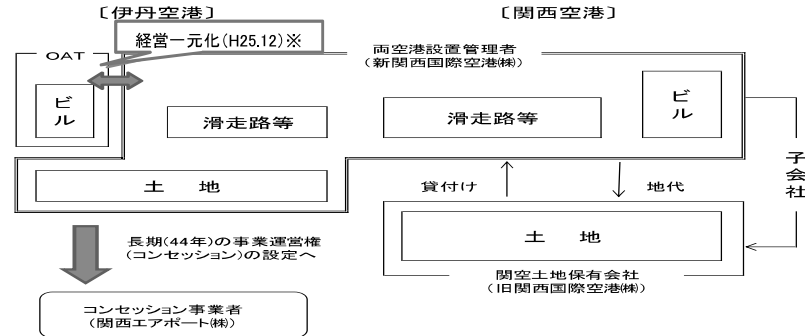 〔伊丹空港〕
〔関西空港〕
経営一元化(H25.12)※
OAT
両空港設置管理者
(新関西国際空港㈱)
ビル
滑走路等
滑走路等
ビル
土 地
子会社
貸付け
地代
土 地
長期(44年)の事業運営権
(コンセッション)の設定へ
関空土地保有会社
(旧関西国際空港㈱)
コンセッション事業者
(関西エアポート㈱)